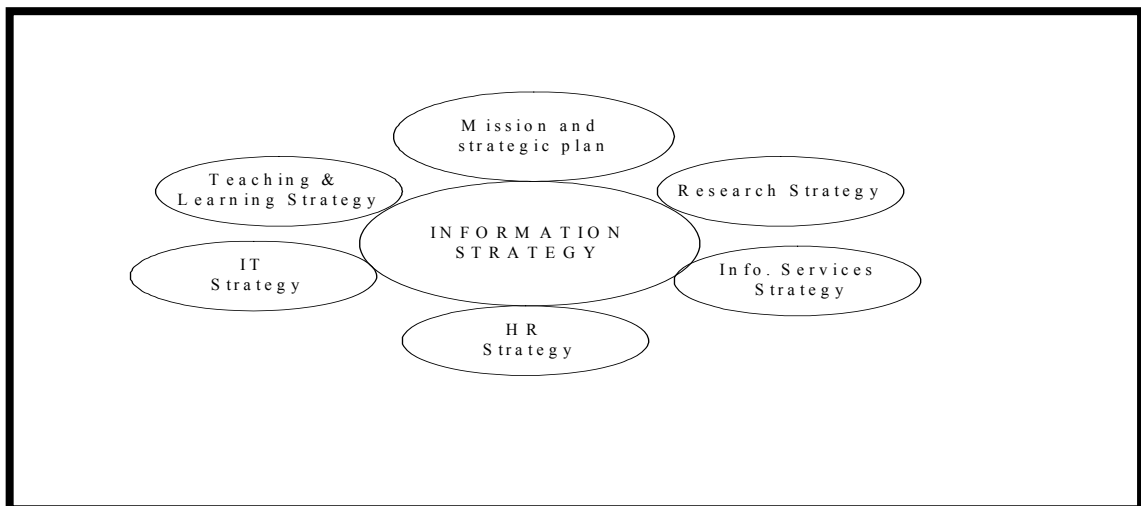 Mission and
strategic plan
Teaching &
Learning Strategy
Research Strategy
INFORMATION
STRATEGY
IT
Strategy
Info. Services
Strategy
HR
Strategy